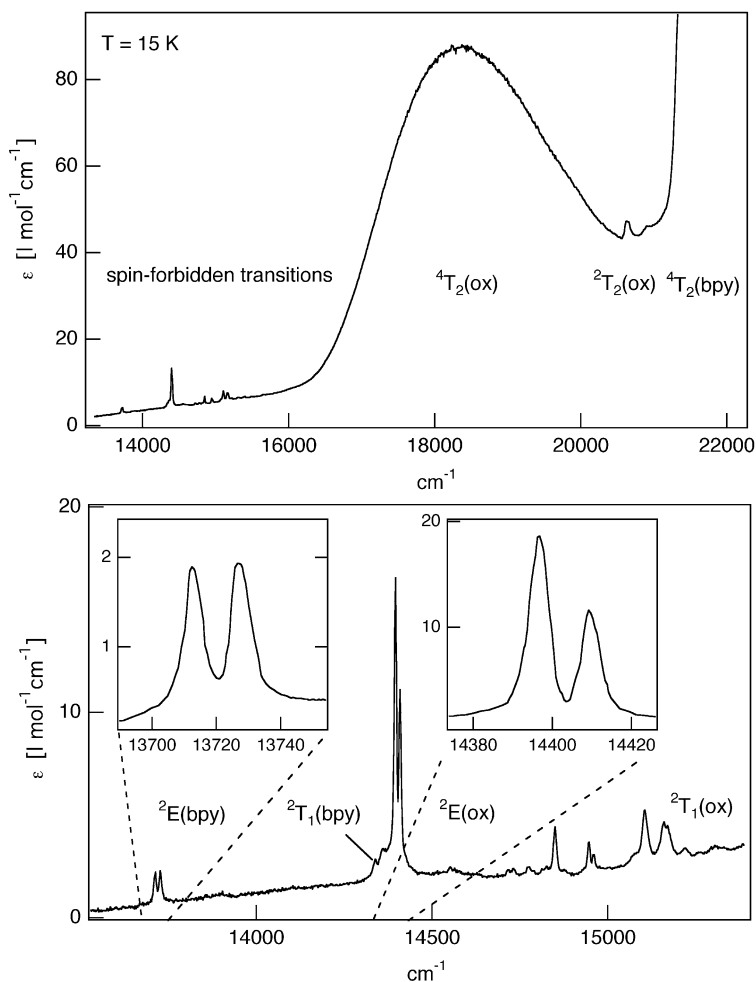 T = 15 K
80
60
40
20
0
ε [l mol⁻¹cm⁻¹]
spin-forbidden transitions
⁴T₂(ox)
²T₂(ox)
⁴T₂(bpy)
14000 16000 18000 20000 22000
cm⁻¹
20
10
0
ε [l mol⁻¹cm⁻¹]
2
1
13700 13720 13740
20
10
14380 14400 14420
²E(bpy)
²T₁(bpy)
²E(ox)
²T₁(ox)
14000 14500 15000
cm⁻¹